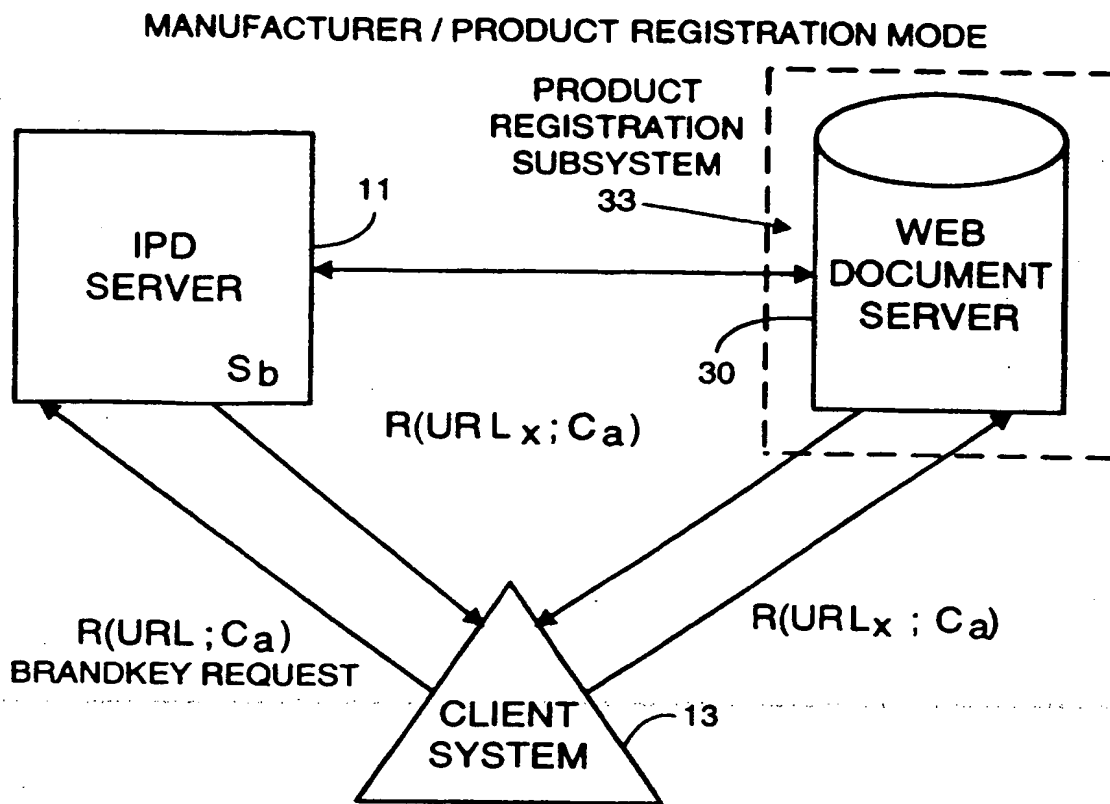 MANUFACTURER / PRODUCT REGISTRATION MODE
PRODUCT
REGISTRATION
SUBSYSTEM
33
11
IPD
SERVER
Sb
WEB
DOCUMENT
SERVER
30
R(URLx; Ca)
R(URL; Ca)
BRANDKEY REQUEST
R(URLx ; Ca)
CLIENT
SYSTEM
13